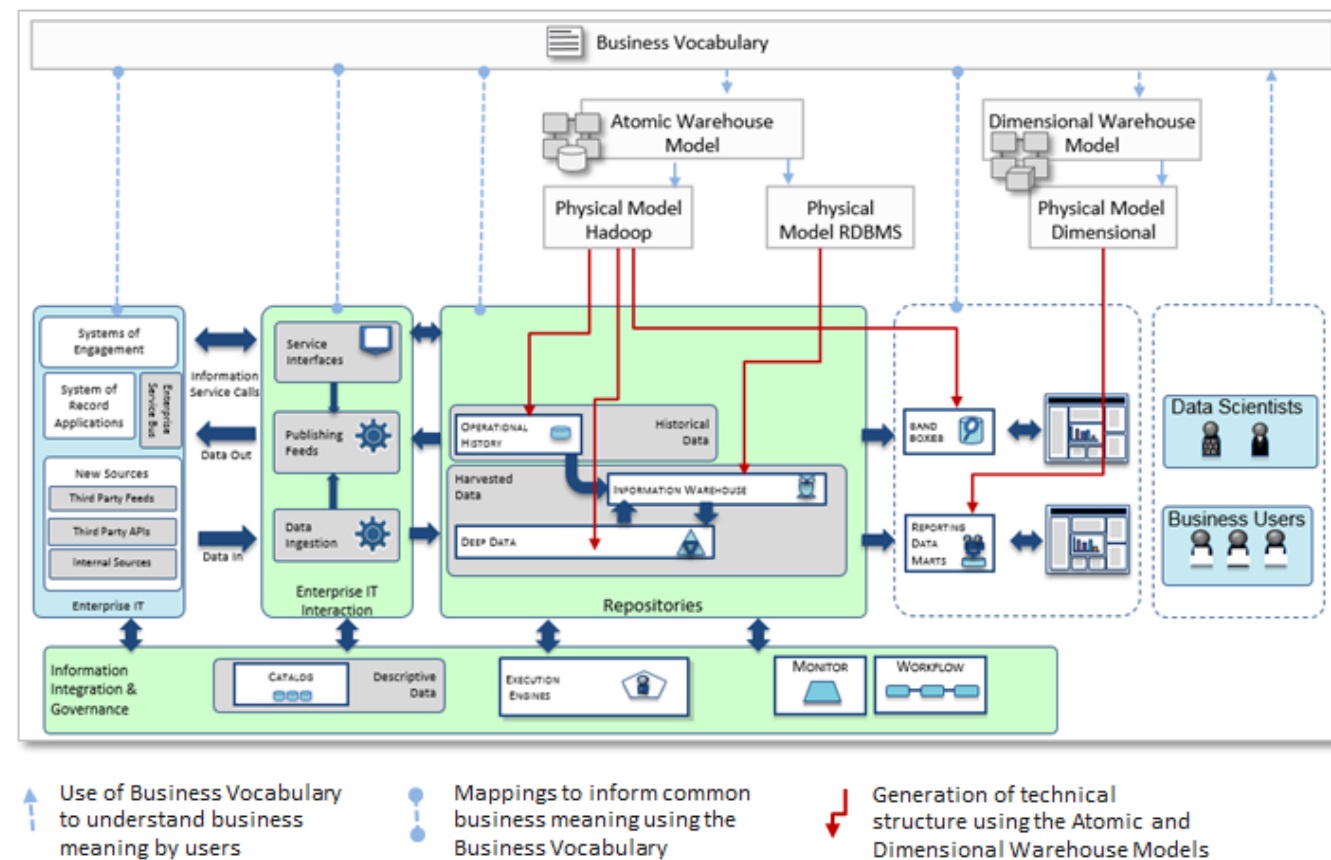 Business Vocabulary
Atomic Warehouse
Model
Dimensional Warehouse
Model
Physical Model
Hadoop
Physical
Model RDBMS
Physical Model
Dimensional
Systems of
Engagement
System of
Record
Applications
Enterprise
Service Bus
New Sources
Third Party Feeds
Third Party APIs
Internal Sources
Enterprise IT
Information
Service Calls
Data Out
Data In
Service
Interfaces
Publishing
Feeds
Data
Ingestion
Enterprise IT
Interaction
Operational
History
Historical
Data
Harvested
Data
Information Warehouse
Deep Data
Repositories
BAND
BOXES
Reporting
Data
Marts
Data Scientists
Business Users
Information
Integration &
Governance
Catalog
Descriptive
Data
Execution
Engines
Monitor
Workflow
Use of Business Vocabulary
to understand business
meaning by users
Mappings to inform common
business meaning using the
Business Vocabulary
Generation of technical
structure using the Atomic and
Dimensional Warehouse Models